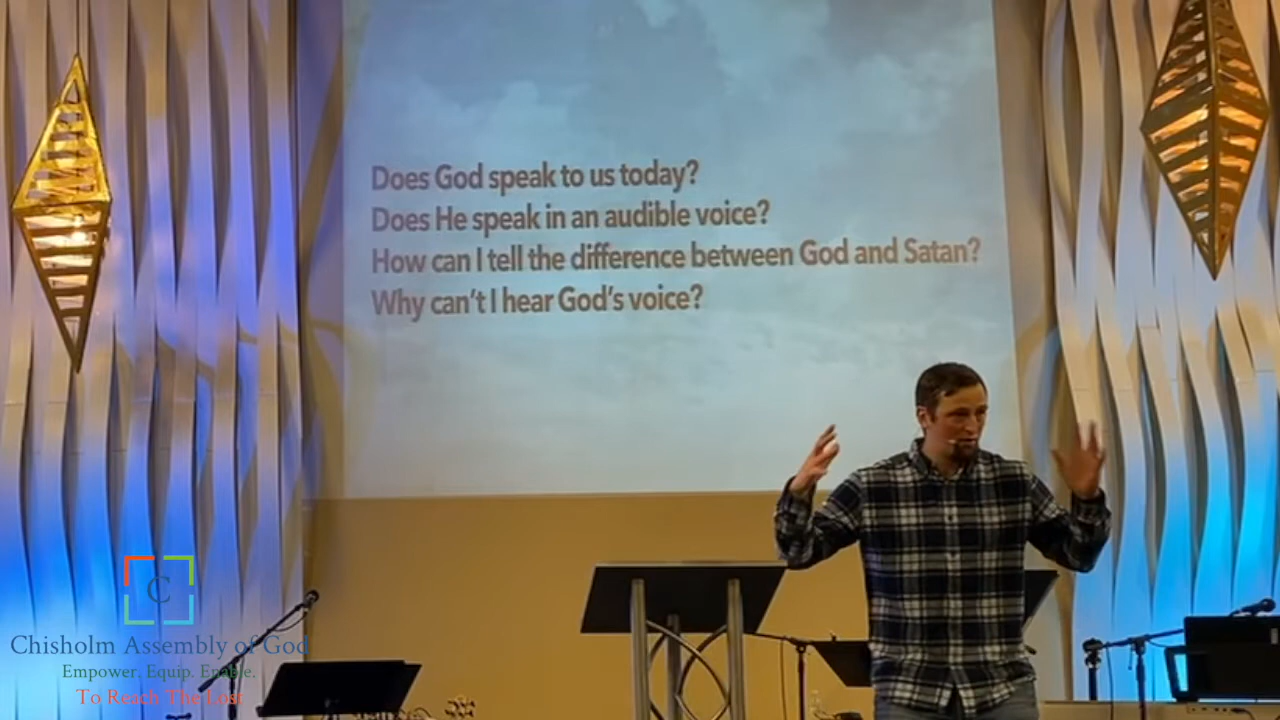 Does God speak to us today?
Does He speak in an audible voice?
How can I tell the difference between God and Satan?
Why can't I hear God's voice?
C
Chisholm Assembly of God
Empower. Equip. Enable.
To Reach The Lost